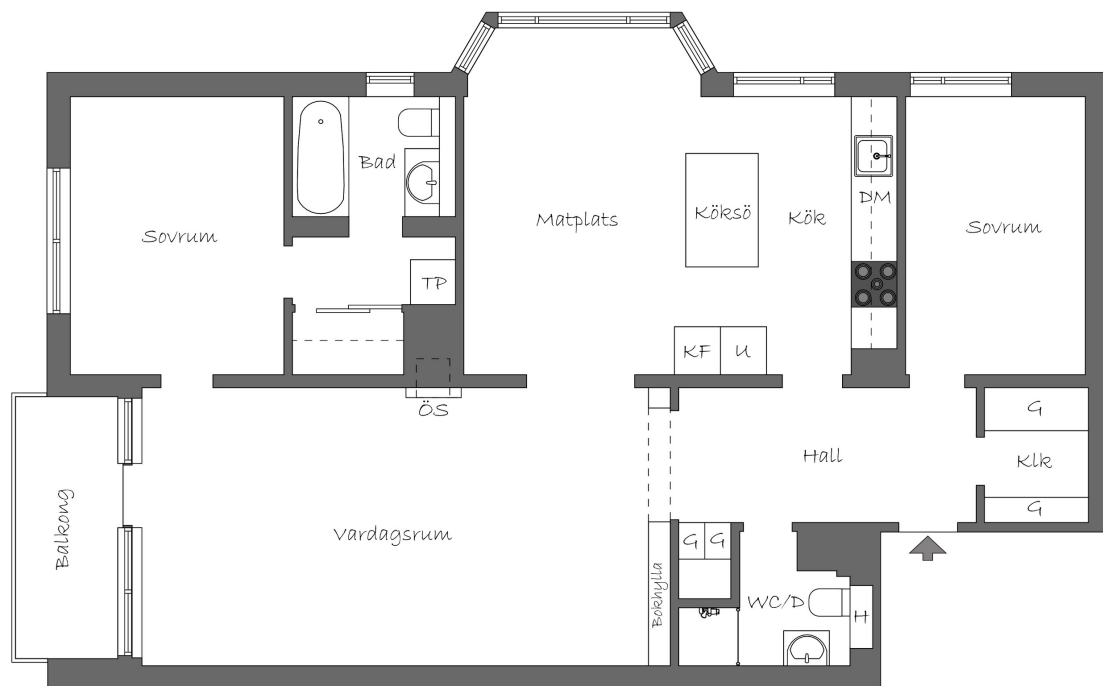 Bad
Sovrum
Matplats
Köksö
Kök
DM
Sovrum
TP
KF
U
ÖS
G
Hall
Klk
G
Balkong
Vardagsrum
Bokhylla
G
G
WC/D
H